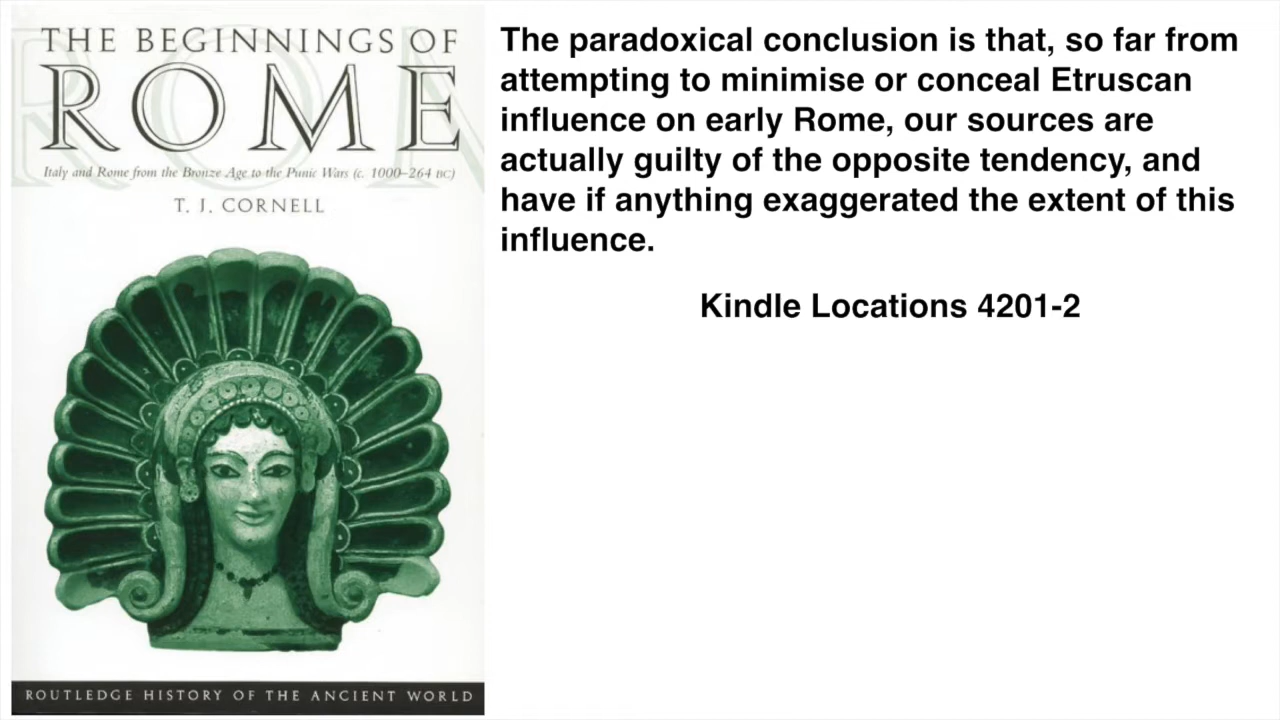 THE BEGINNINGS OF
ROME
Italy and Rome from the Bronze Age to the Punic Wars (c. 1000–264 BC)
T. J. CORNELL
ROUTLEDGE HISTORY OF THE ANCIENT WORLD
The paradoxical conclusion is that, so far from
attempting to minimise or conceal Etruscan
influence on early Rome, our sources are
actually guilty of the opposite tendency, and
have if anything exaggerated the extent of this
influence.
Kindle Locations 4201-2